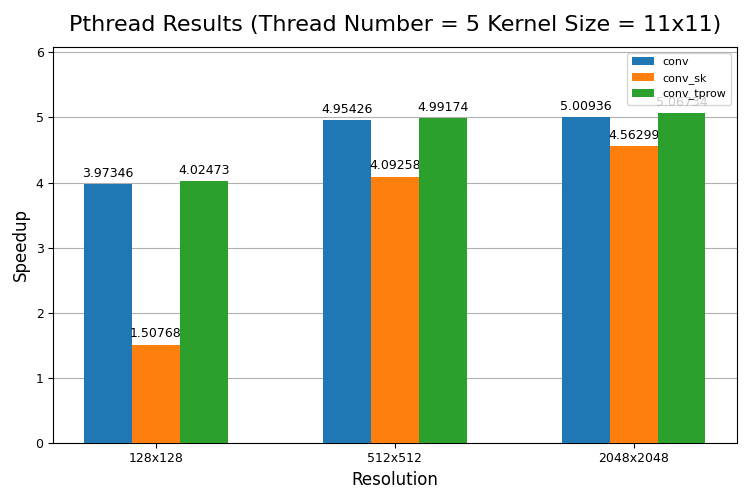 Pthread Results (Thread Number = 5 Kernel Size = 11x11)
conv
conv_sk
conv_tprow
6
5
4
3
2
1
0
Speedup
3.97346
1.50768
4.02473
4.95426
4.09258
4.99174
5.00936
4.56299
5.06734
128x128
512x512
2048x2048
Resolution